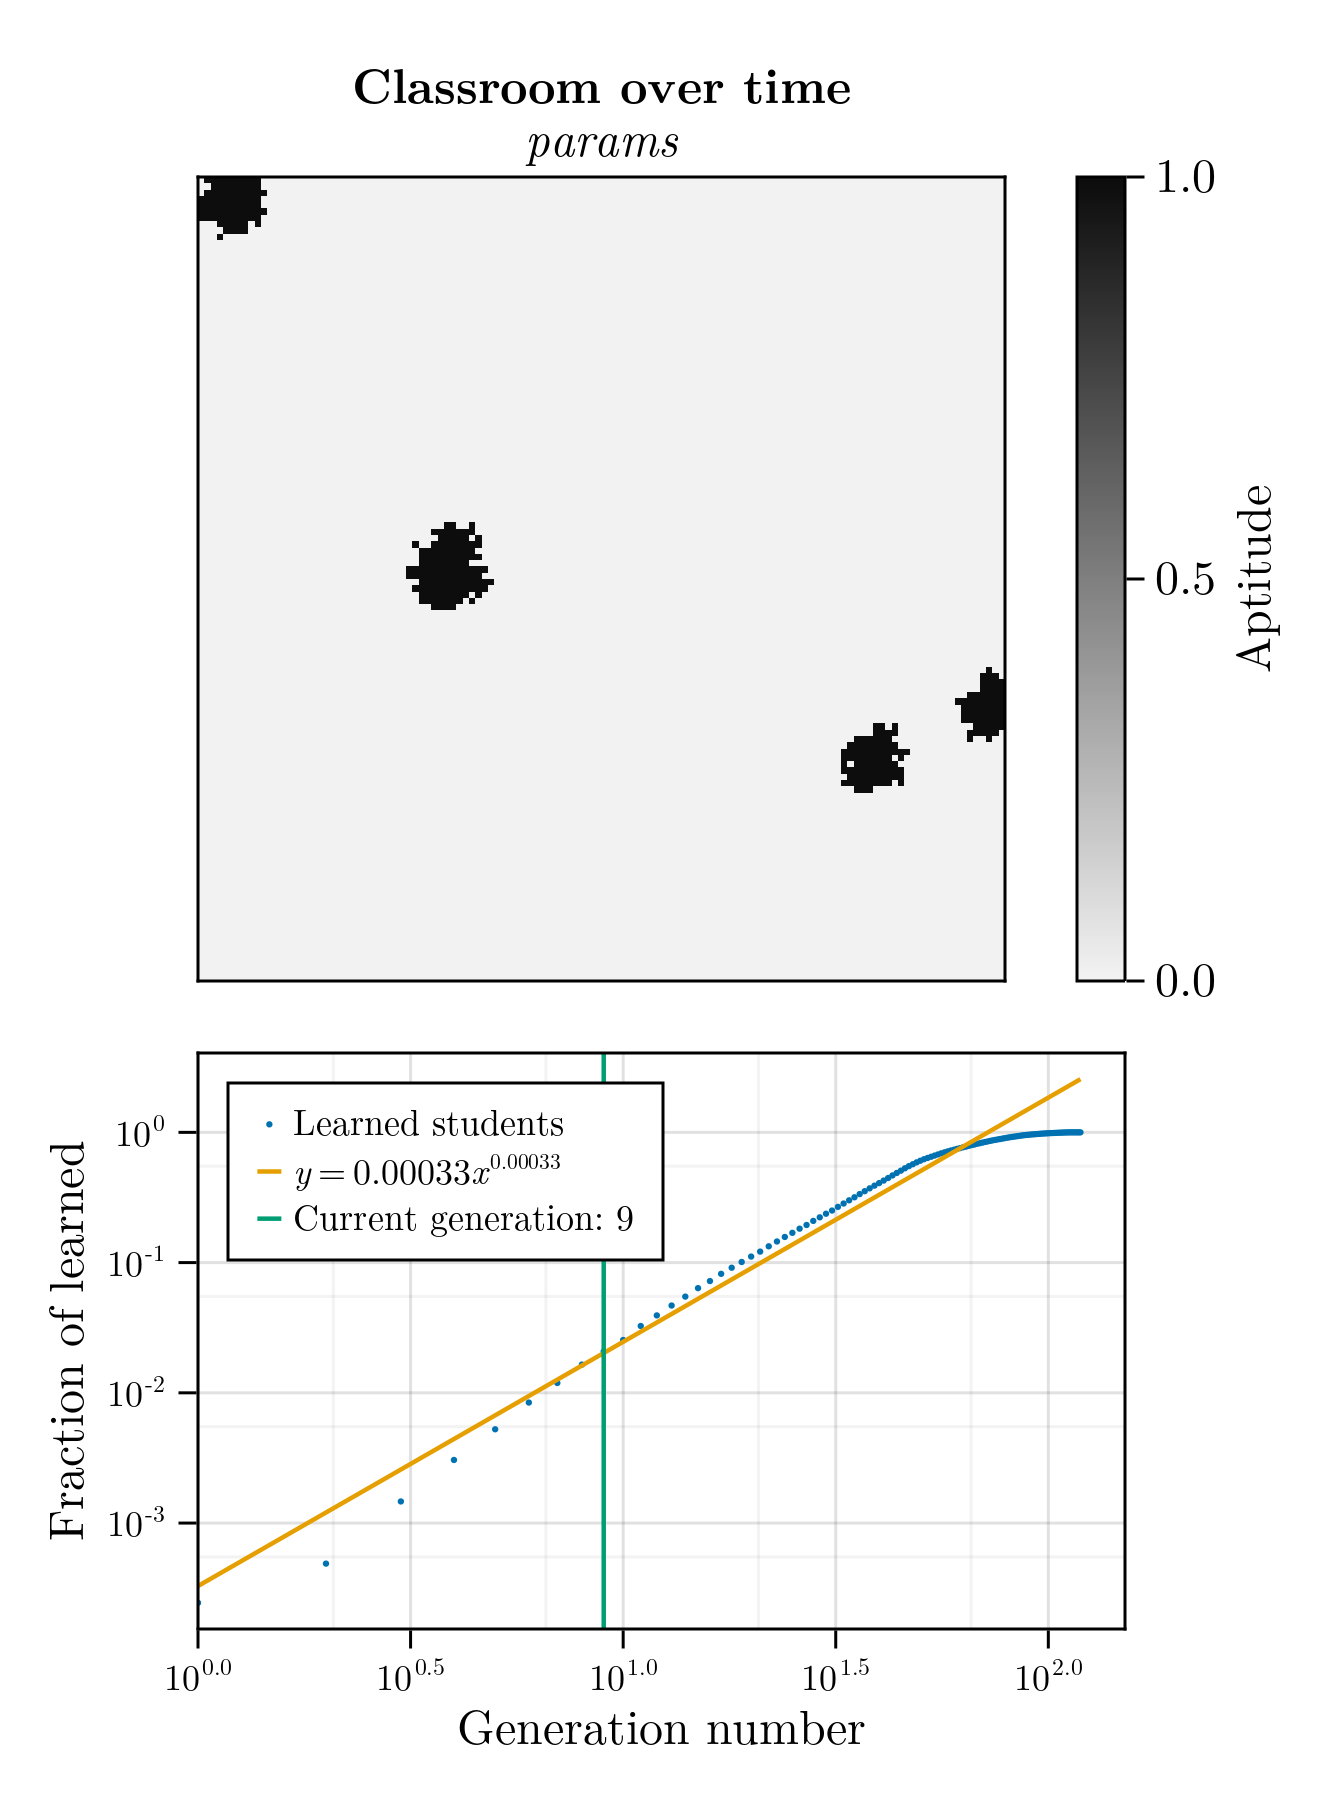 Classroom over time
params
1.0
0.5
0.0
Aptitude
Learned students
y = 0.00033x^0.00033
Current generation: 9
10^0
10^-1
10^-2
10^-3
Fraction of learned
10^0.0 10^0.5 10^1.0 10^1.5 10^2.0
Generation number